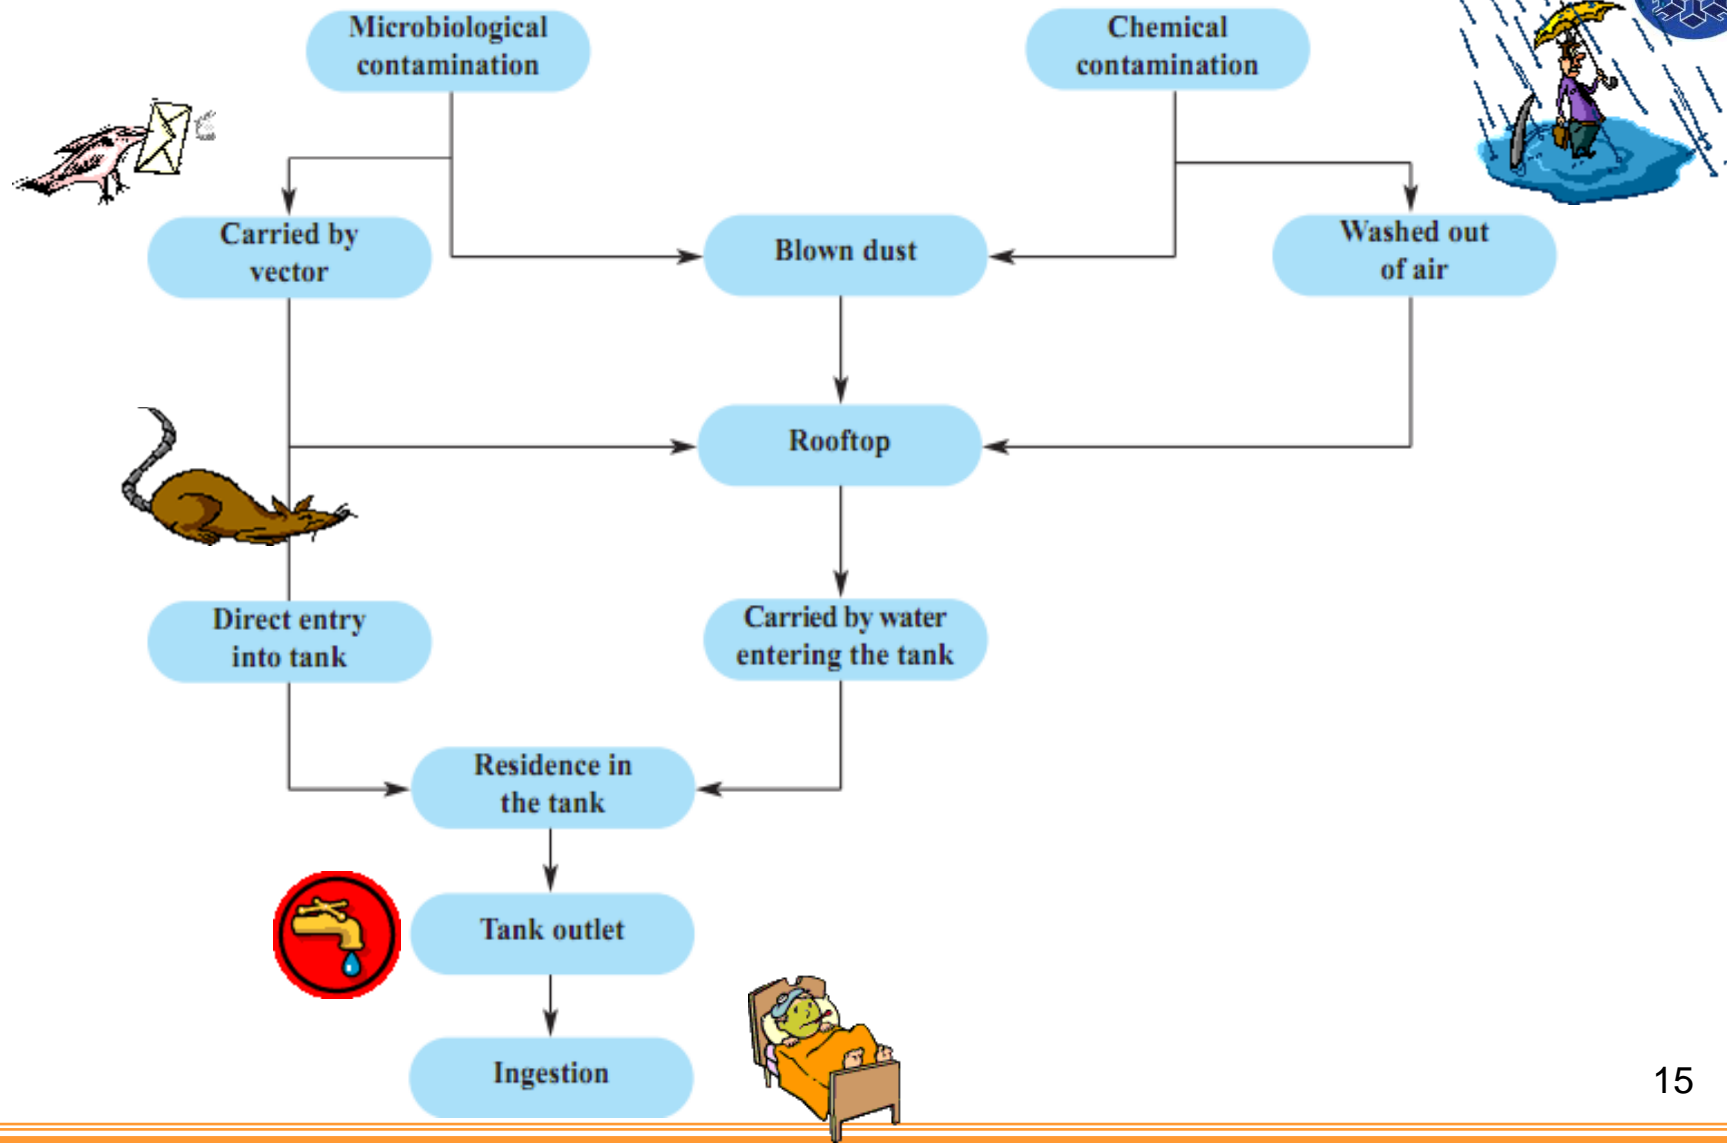 Microbiological
contamination
Chemical
contamination
Carried by
vector
Blown dust
Washed out
of air
Rooftop
Direct entry
into tank
Carried by water
entering the tank
Residence in
the tank
Tank outlet
Ingestion
15